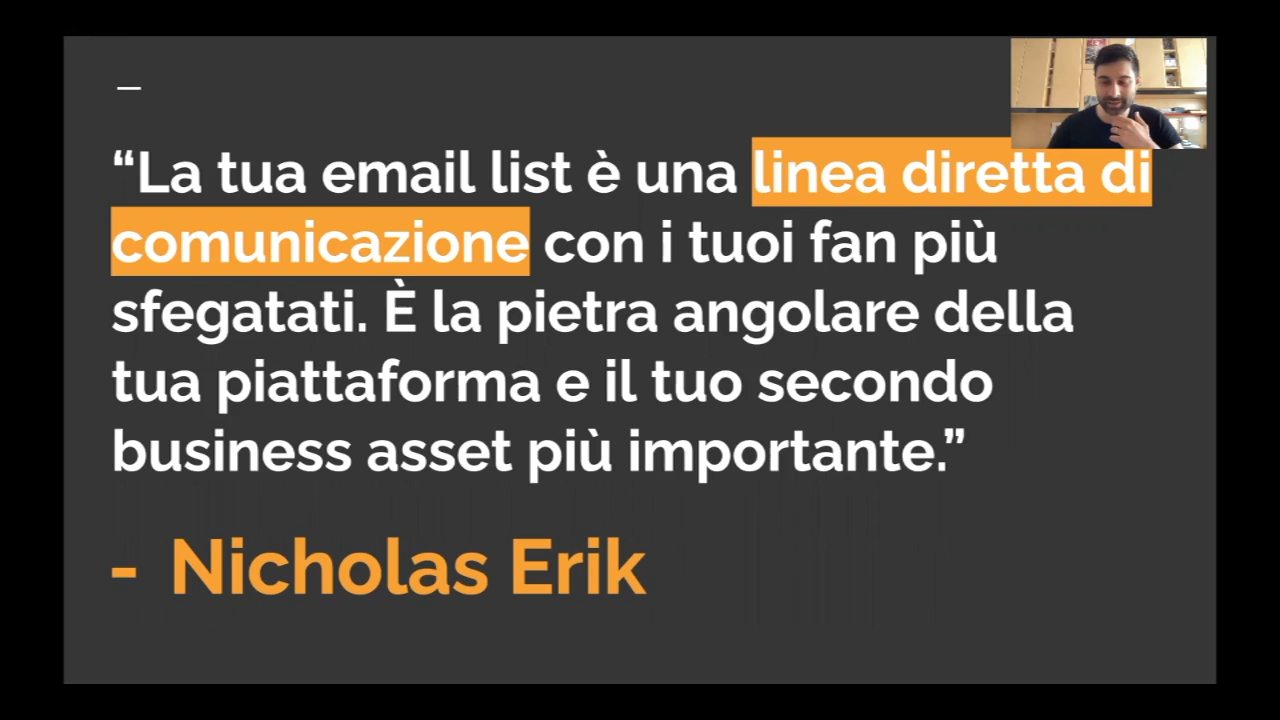 “La tua email list è una linea diretta di
comunicazione con i tuoi fan più
sfegatati. È la pietra angolare della
tua piattaforma e il tuo secondo
business asset più importante.”
- Nicholas Erik